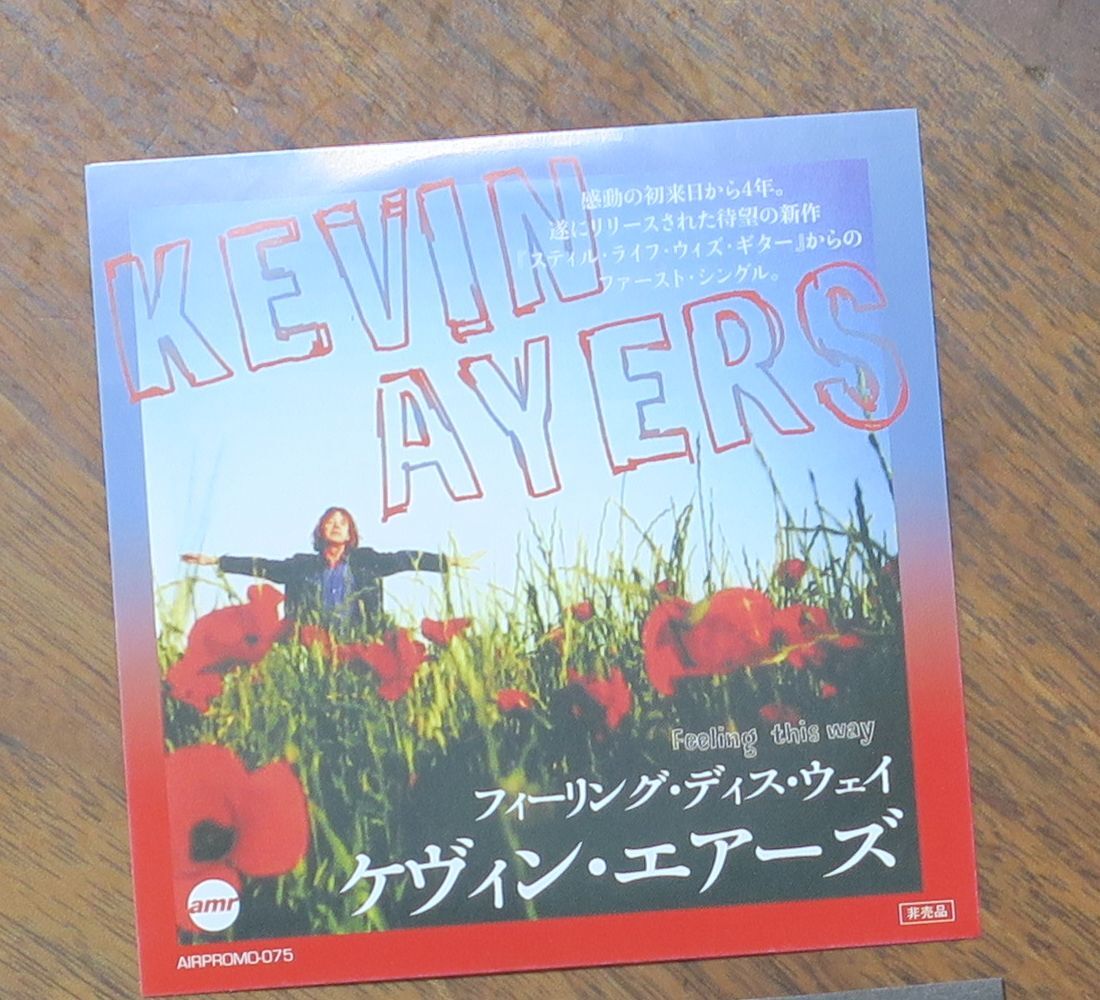 KEVIN
AYERS
感動の初来日から4年。
遂にリリースされた待望の新作
『スティル・ライフ・ウィズ・ギター』からの
ファースト・シングル。
Feeling this way
フィーリング・ディス・ウェイ
ケヴィン・エアーズ
amr
非売品
AIRPROMO-075